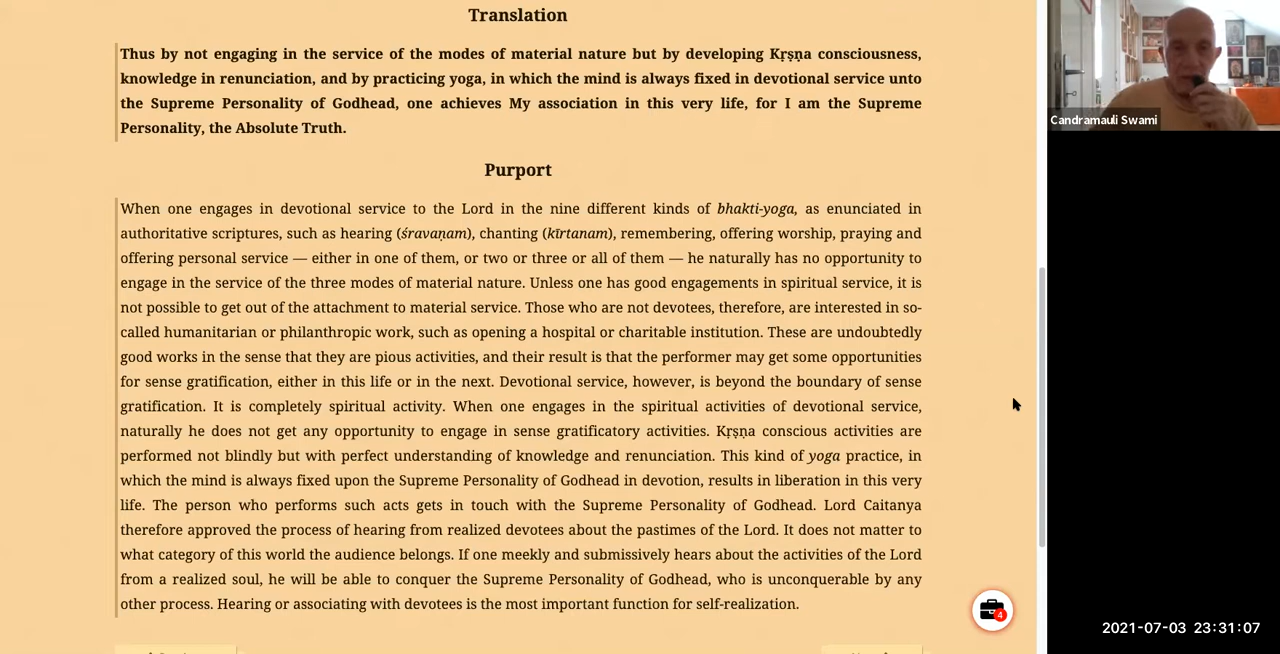 Translation
Thus by not engaging in the service of the modes of material nature but by developing Kṛṣṇa consciousness,
knowledge in renunciation, and by practicing yoga, in which the mind is always fixed in devotional service unto
the Supreme Personality of Godhead, one achieves My association in this very life, for I am the Supreme
Personality, the Absolute Truth.
Purport
When one engages in devotional service to the Lord in the nine different kinds of bhakti-yoga, as enunciated in
authoritative scriptures, such as hearing (śravaṇam), chanting (kīrtanam), remembering, offering worship, praying and
offering personal service — either in one of them, or two or three or all of them — he naturally has no opportunity to
engage in the service of the three modes of material nature. Unless one has good engagements in spiritual service, it is
not possible to get out of the attachment to material service. Those who are not devotees, therefore, are interested in so-
called humanitarian or philanthropic work, such as opening a hospital or charitable institution. These are undoubtedly
good works in the sense that they are pious activities, and their result is that the performer may get some opportunities
for sense gratification, either in this life or in the next. Devotional service, however, is beyond the boundary of sense
gratification. It is completely spiritual activity. When one engages in the spiritual activities of devotional service,
naturally he does not get any opportunity to engage in sense gratificatory activities. Kṛṣṇa conscious activities are
performed not blindly but with perfect understanding of knowledge and renunciation. This kind of yoga practice, in
which the mind is always fixed upon the Supreme Personality of Godhead in devotion, results in liberation in this very
life. The person who performs such acts gets in touch with the Supreme Personality of Godhead. Lord Caitanya
therefore approved the process of hearing from realized devotees about the pastimes of the Lord. It does not matter to
what category of this world the audience belongs. If one meekly and submissively hears about the activities of the Lord
from a realized soul, he will be able to conquer the Supreme Personality of Godhead, who is unconquerable by any
other process. Hearing or associating with devotees is the most important function for self-realization.
Candramauli Swami
4
2021-07-03 23:31:07